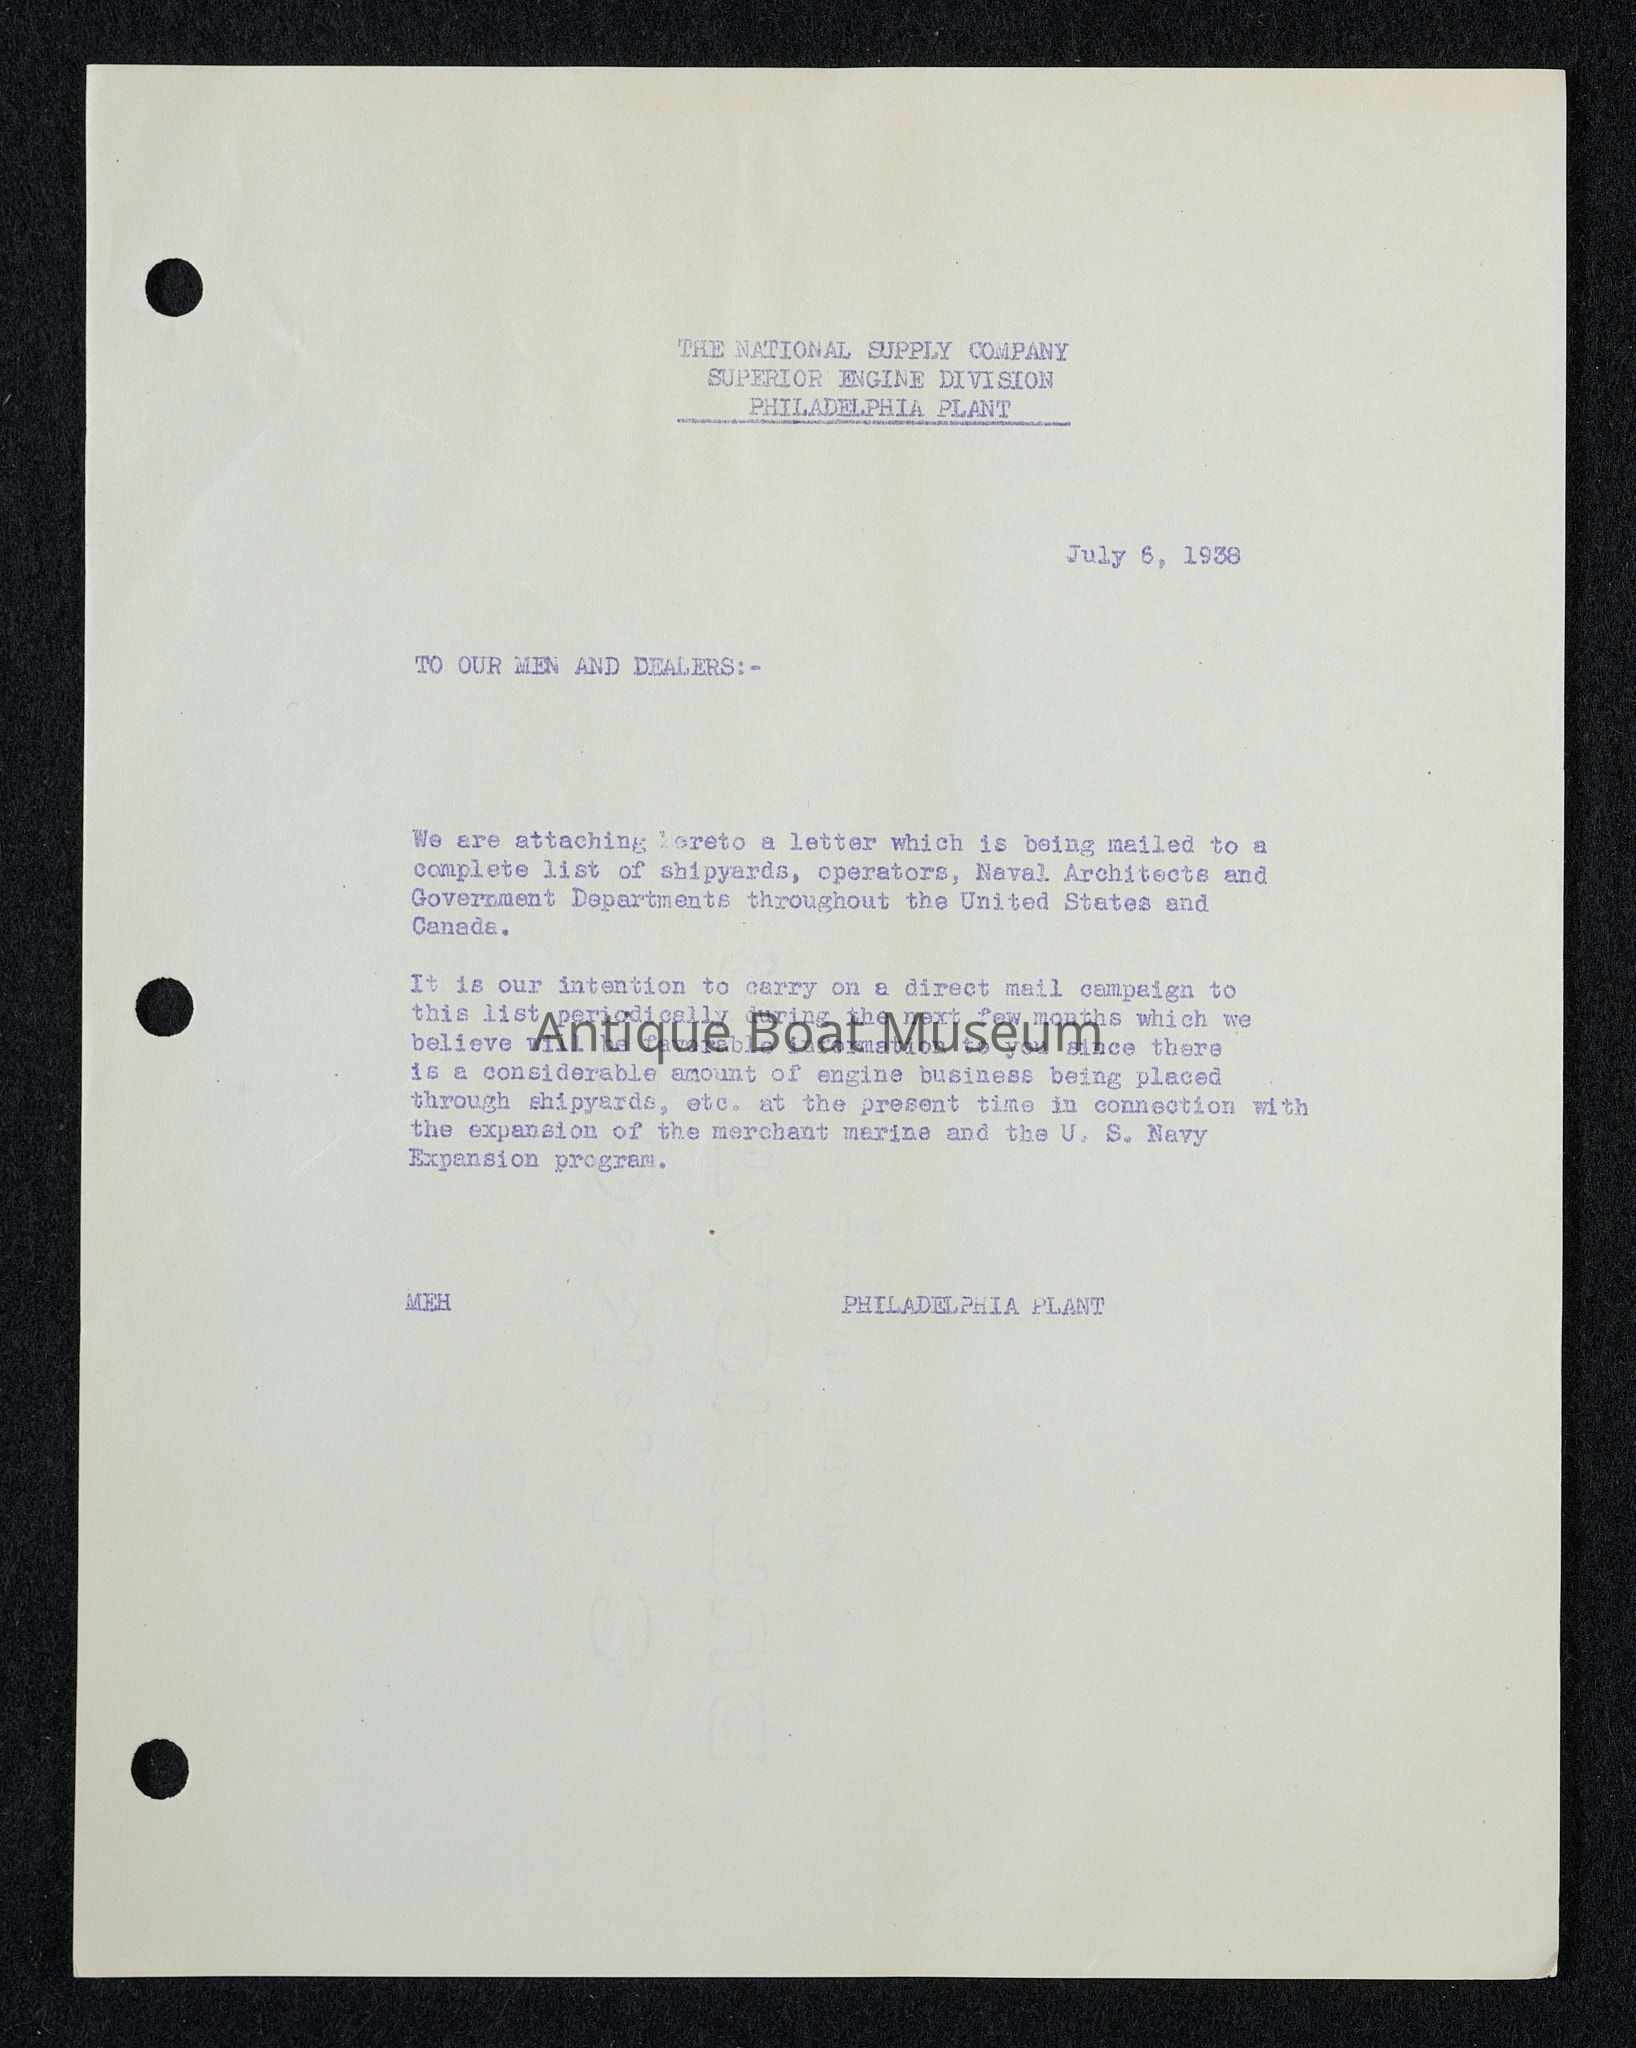 THE NATIONAL SUPPLY COMPANY
SUPERIOR ENGINE DIVISION
PHILADELPHIA PLANT
July 6, 1938
TO OUR MEN AND DEALERS:-
We are attaching hereto a letter which is being mailed to a
complete list of shipyards, operators, Naval Architects and
Government Departments throughout the United States and
Canada.
It is our intention to carry on a direct mail campaign to
this list periodically during the next few months which we
believe will be favorable information to you since there
is a considerable amount of engine business being placed
through shipyards, etc. at the present time in connection with
the expansion of the merchant marine and the U. S. Navy
Expansion program.
MEH PHILADELPHIA PLANT
Antique Boat Museum